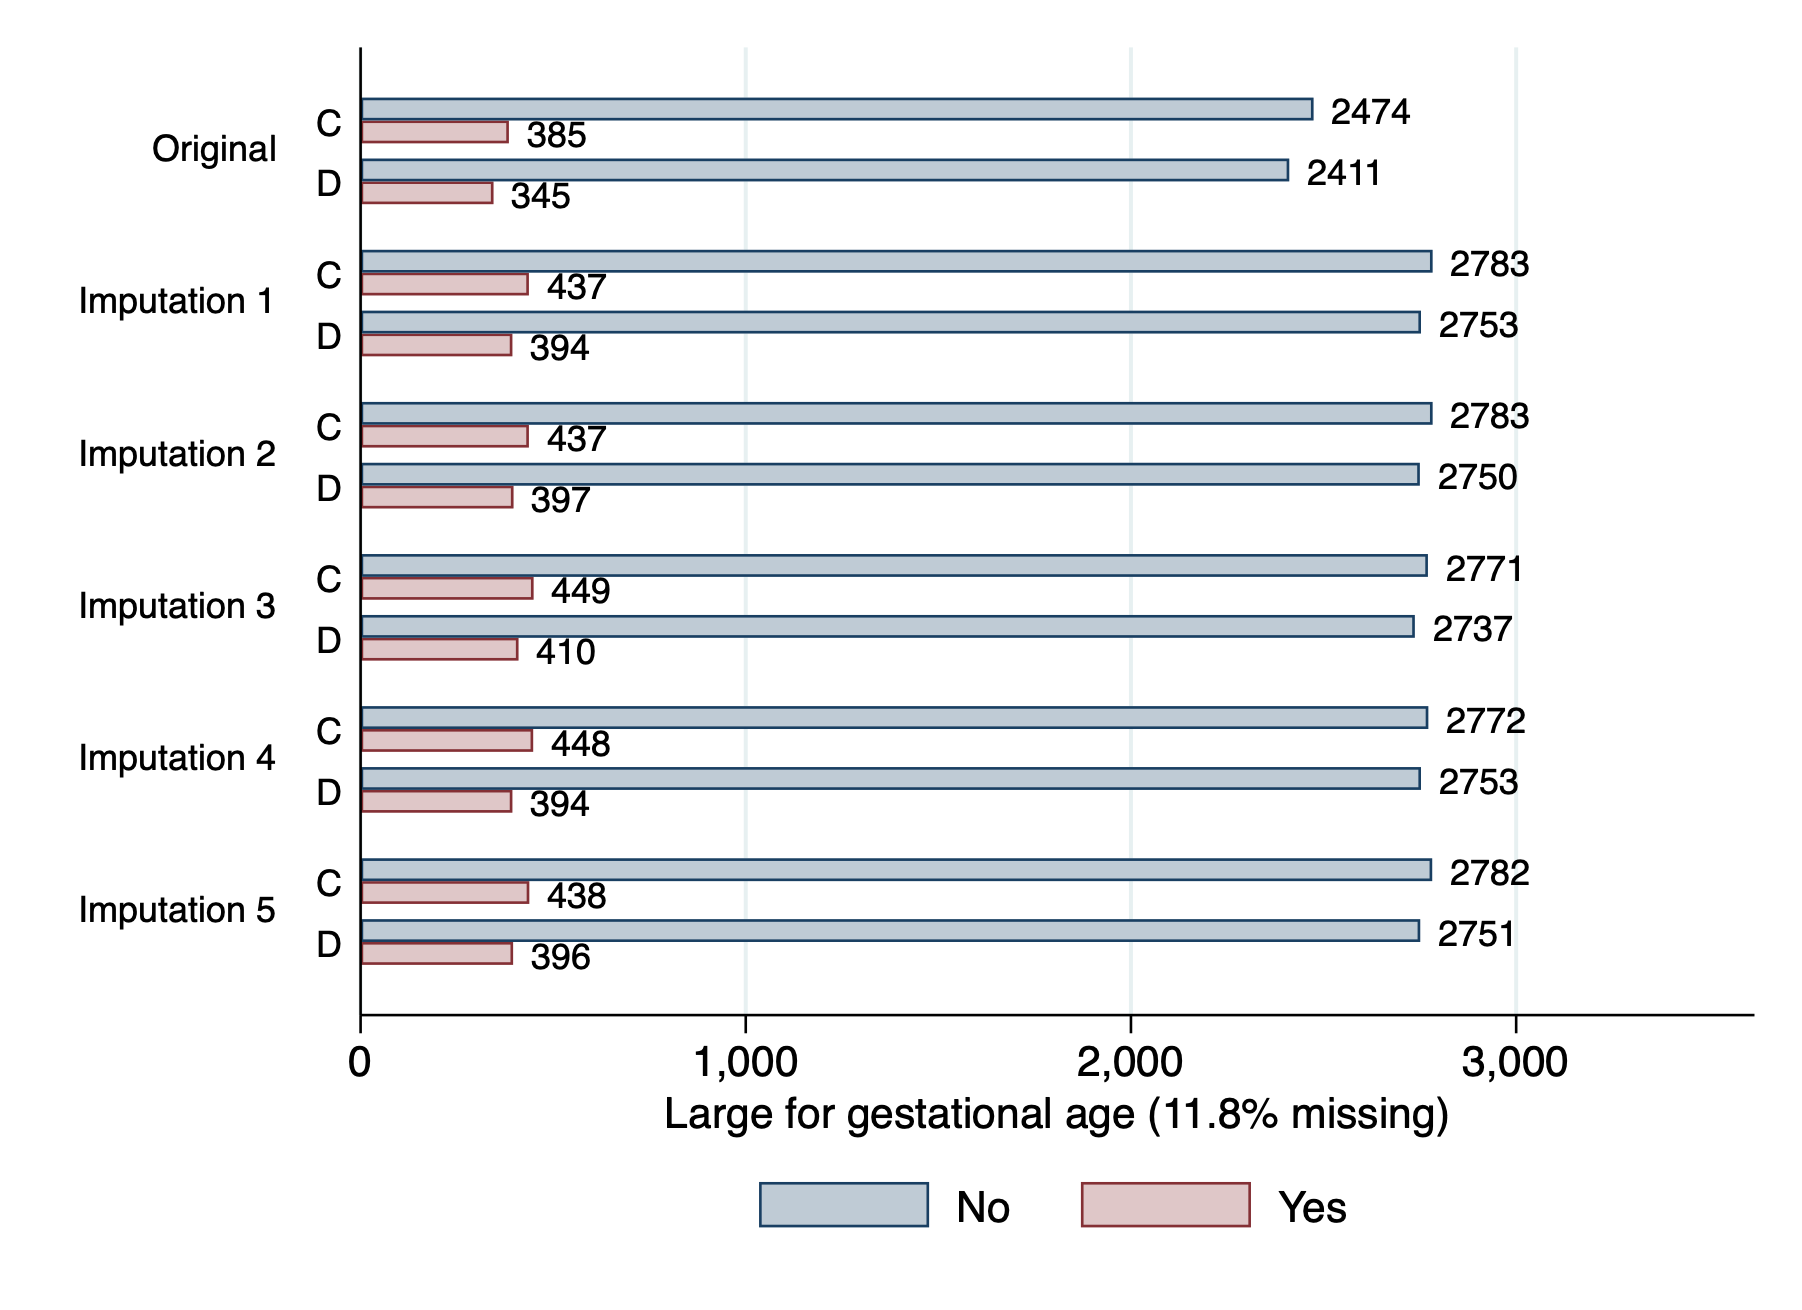 C 2474
Original 385
D 2411
345
C 2783
Imputation 1 437
D 2753
394
C 2783
Imputation 2 437
D 2750
397
C 2771
Imputation 3 449
D 2737
410
C 2772
Imputation 4 448
D 2753
394
C 2782
Imputation 5 438
D 2751
396
0 1,000 2,000 3,000
Large for gestational age (11.8% missing)
No Yes